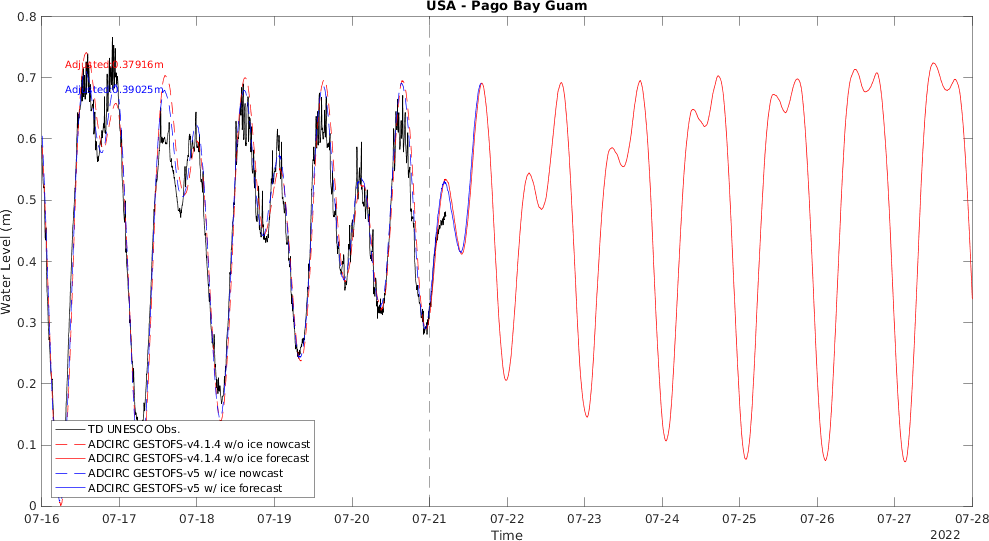 USA - Pago Bay Guam
0.8
0.7
0.6
0.5
0.4
0.3
0.2
0.1
0
Water Level (m)
Adjusted 0.37916m
Adjusted 0.39025m
TD UNESCO Obs.
ADCIRC GESTOFS-v4.1.4 w/o ice nowcast
ADCIRC GESTOFS-v4.1.4 w/o ice forecast
ADCIRC GESTOFS-v5 w/ ice nowcast
ADCIRC GESTOFS-v5 w/ ice forecast
07-16 07-17 07-18 07-19 07-20 07-21 07-22 07-23 07-24 07-25 07-26 07-27 07-28
Time
2022